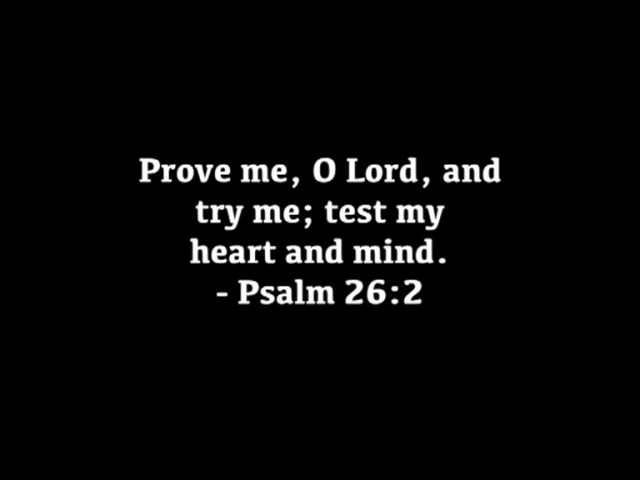 Prove me, O Lord, and
try me; test my
heart and mind.
- Psalm 26:2